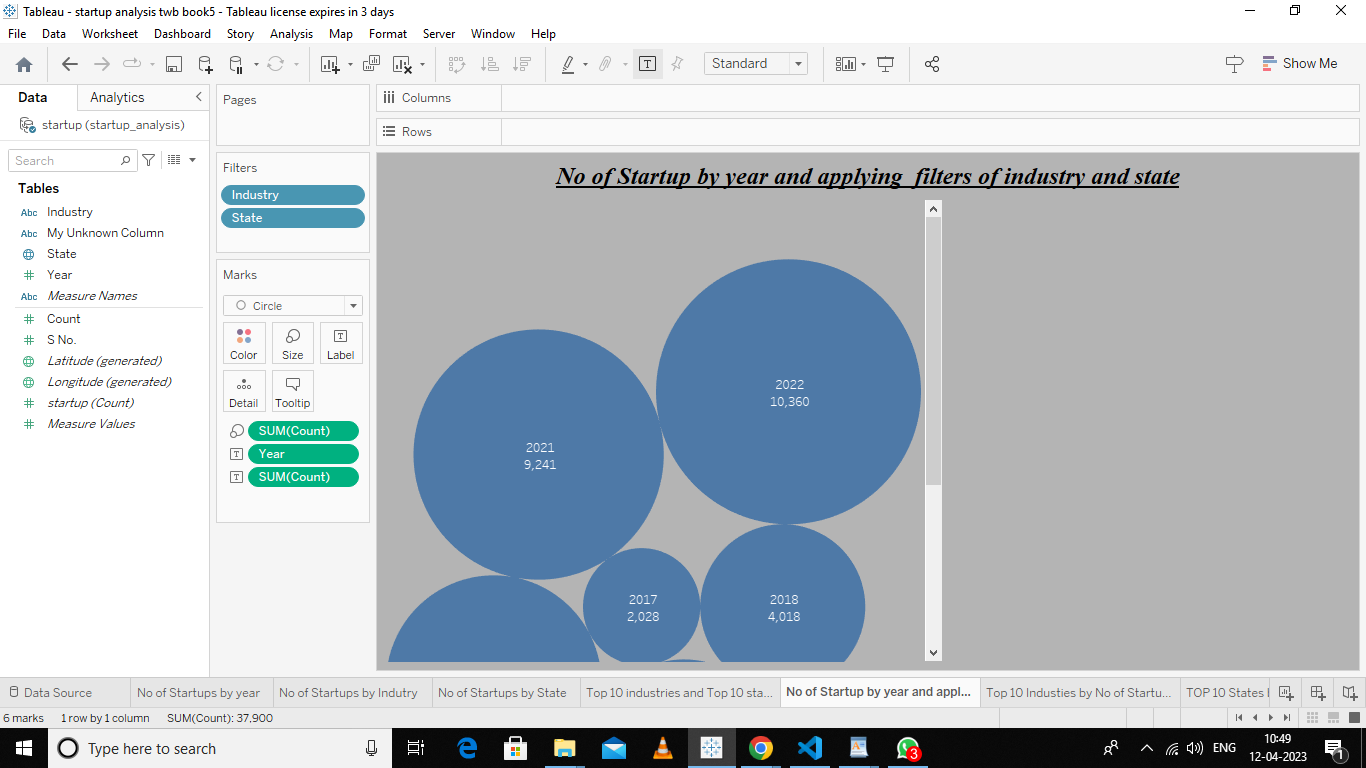 Tableau - startup analysis twb book5 - Tableau license expires in 3 days
File Data Worksheet Dashboard Story Analysis Map Format Server Window Help
Standard
Show Me
Data
Analytics
startup (startup_analysis)
Search
Tables
Abc Industry
Abc My Unknown Column
State
Year
Abc Measure Names
Count
S No.
Latitude (generated)
Longitude (generated)
startup (Count)
Measure Values
Pages
Filters
Industry
State
Marks
Circle
Color Size Label
Detail Tooltip
SUM(Count)
Year
SUM(Count)
Columns
Rows
No of Startup by year and applying  filters of industry and state
2022
10,360
2021
9,241
2017
2,028
2018
4,018
Data Source No of Startups by year No of Startups by Indutry No of Startups by State Top 10 industries and Top 10 sta... No of Startup by year and appl... Top 10 Industies by No of Startu... TOP 10 States
6 marks 1 row by 1 column SUM(Count): 37,900
Type here to search
3
ENG
10:49
12-04-2023
1